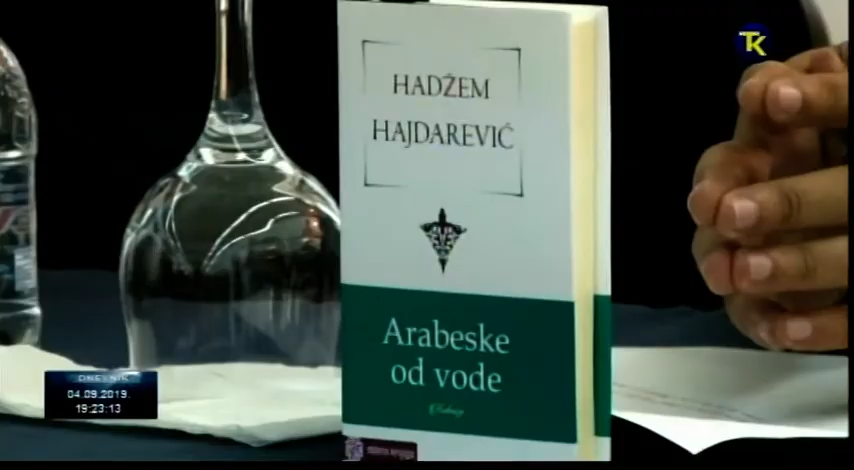 TK
HADŽEM
HAJDAREVIĆ
Arabeske
od vode
DNEVNIK
04.09.2019.
19:23:13